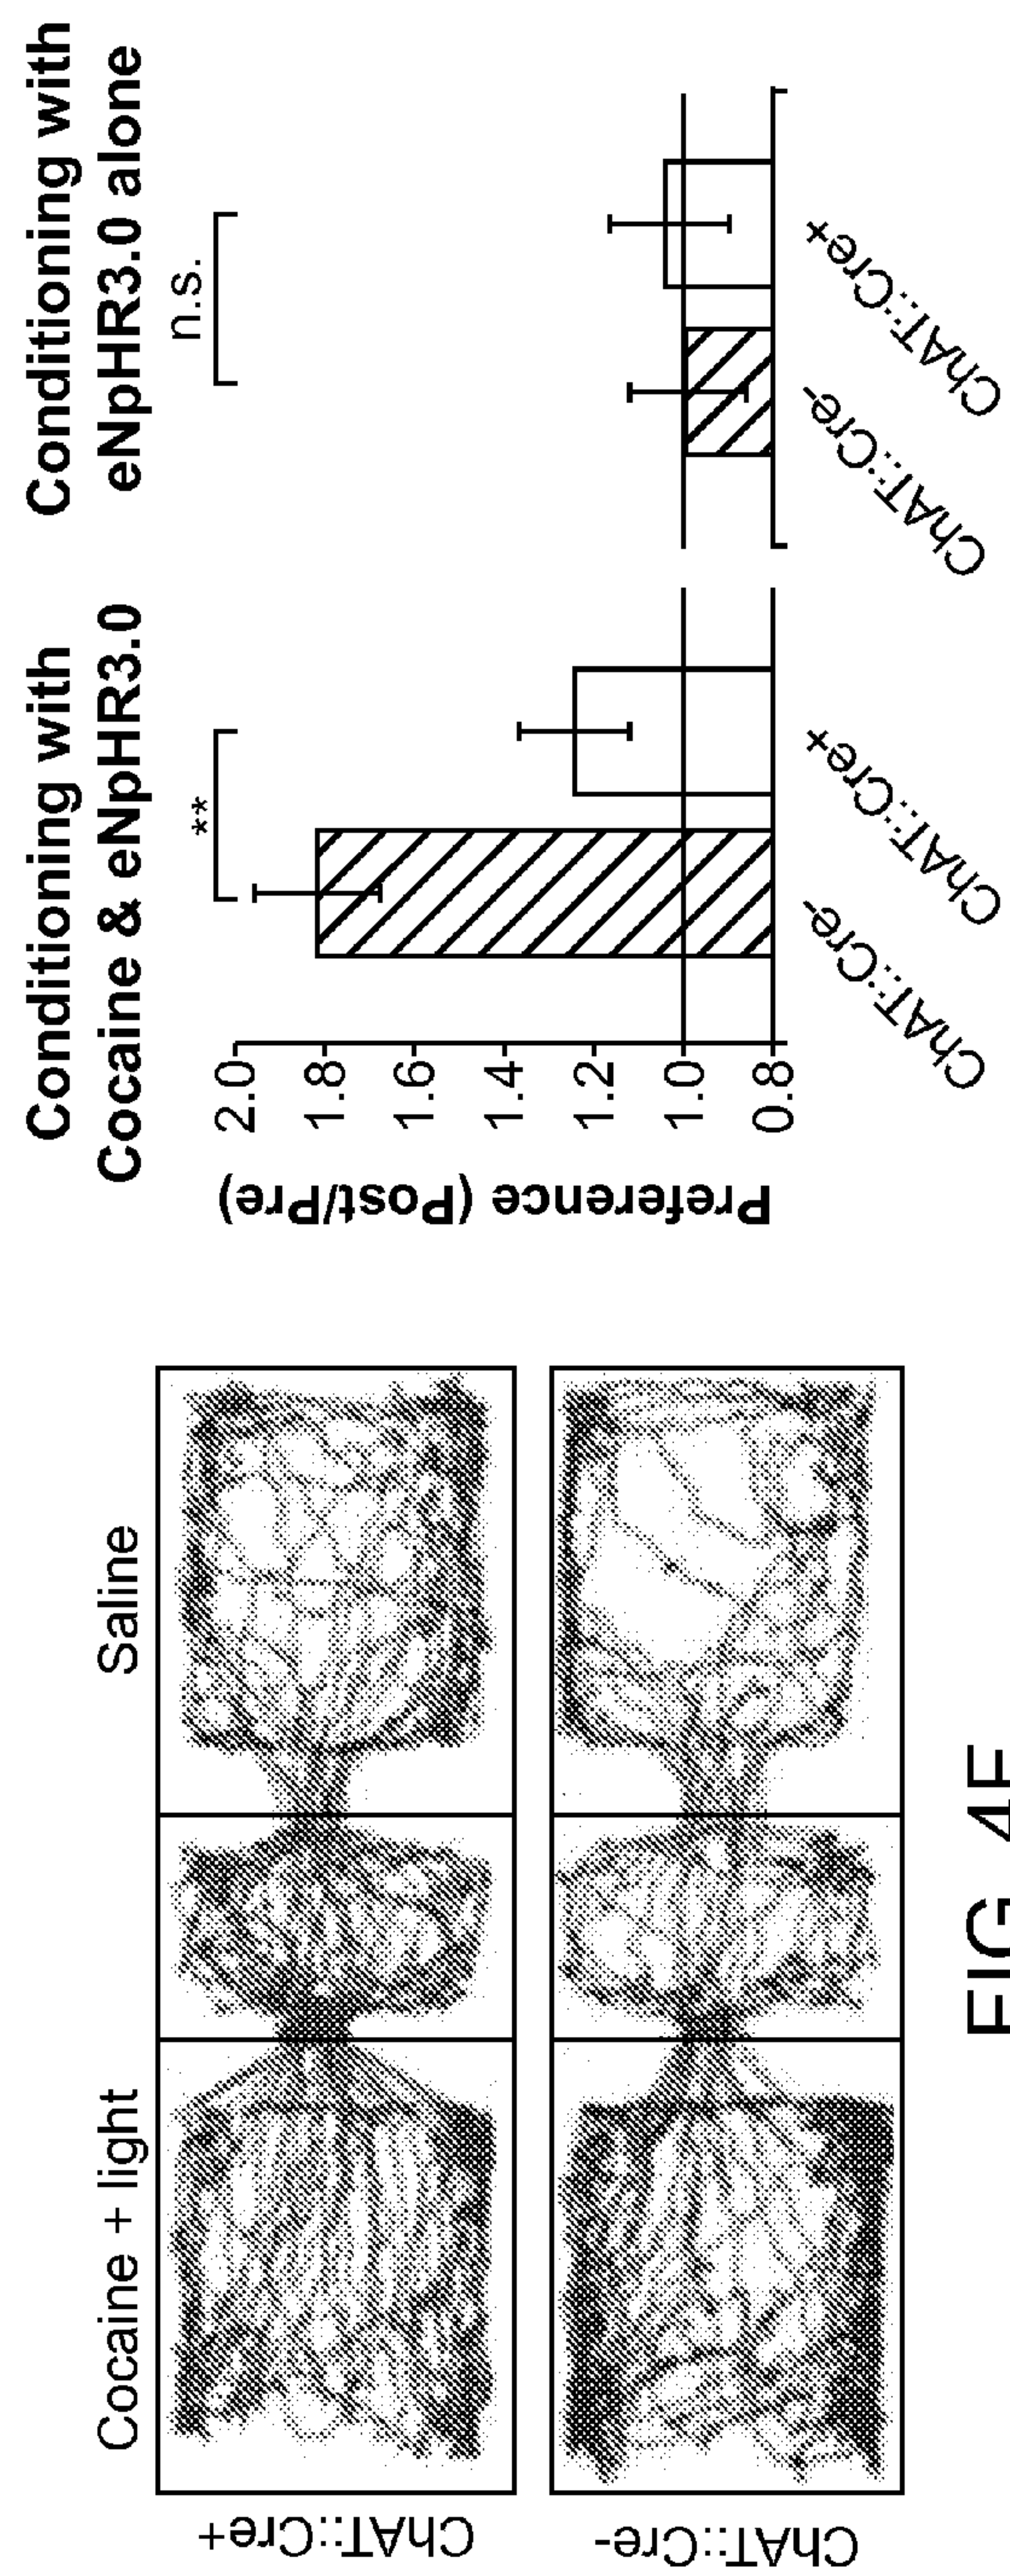 Cocaine + light
Saline
ChAT::Cre+
ChAT::Cre-
Conditioning with
Cocaine & eNpHR3.0
Conditioning with
eNpHR3.0 alone
**
n.s.
Preference (Post/Pre)
2.0
1.8
1.6
1.4
1.2
1.0
0.8
ChAT::Cre-
ChAT::Cre+
ChAT::Cre-
ChAT::Cre+